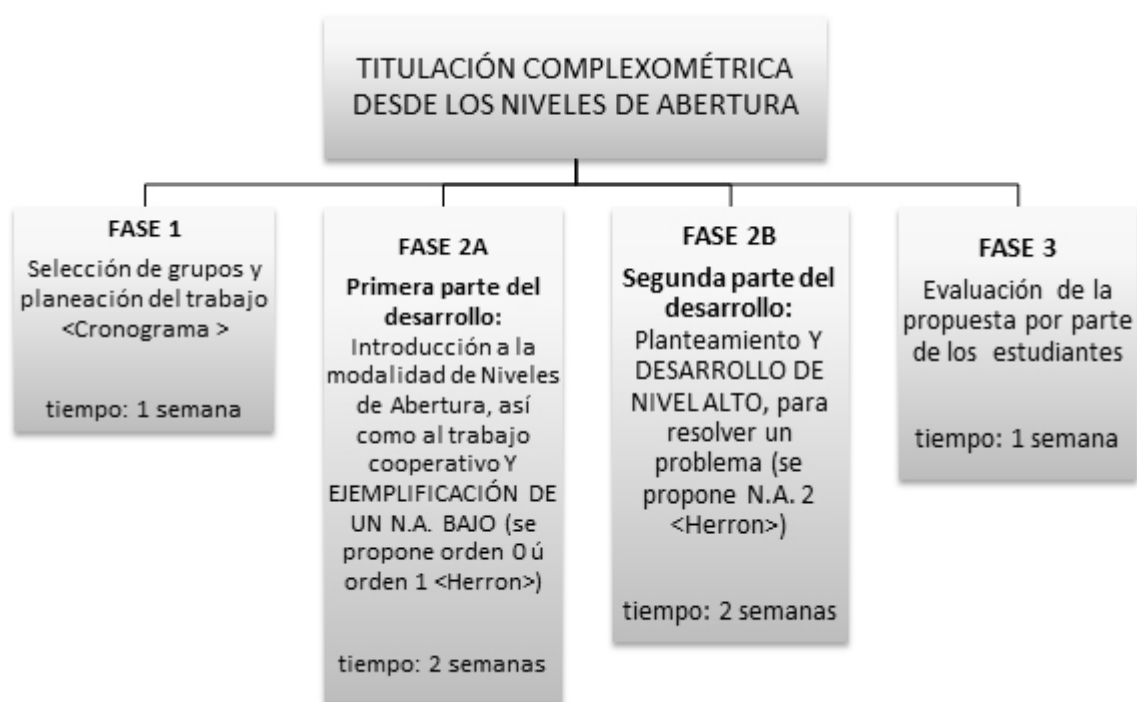 TITULACIÓN COMPLEXOMÉTRICA
DESDE LOS NIVELES DE ABERTURA
FASE 1
Selección de grupos y
planeación del trabajo
<Cronograma >
tiempo: 1 semana
FASE 2A
Primera parte del
desarrollo:
Introducción a la
modalidad de Niveles
de Abertura, así
como al trabajo
cooperativo Y
EJEMPLIFICACIÓN DE
UN N.A. BAJO (se
propone orden 0 ú
orden 1 <Herron>)
tiempo: 2 semanas
FASE 2B
Segunda parte del
desarrollo:
Planteamiento Y
DESARROLLO DE
NIVEL ALTO, para
resolver un
problema (se
propone N.A. 2
<Herron>)
tiempo: 2 semanas
FASE 3
Evaluación de la
propuesta por parte
de los estudiantes
tiempo: 1 semana